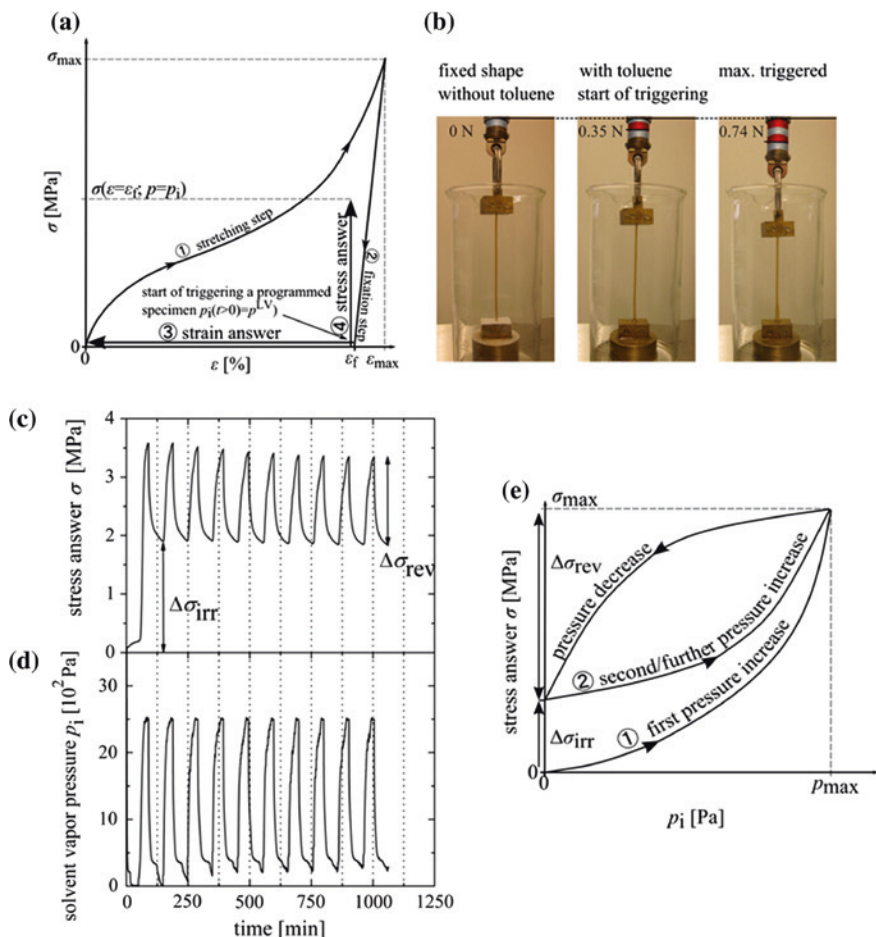 (a)
σmax
σ(ε=εf; p=pi)
σ [MPa]
① stretching step
② fixation step
④ stress answer
start of triggering a programmed
specimen pi(t>0)=pLV)
③ strain answer
0
ε [%]
εf
εmax
(b)
fixed shape
without toluene
with toluene
start of triggering
max. triggered
0 N
0.35 N
0.74 N
(c)
stress answer σ [MPa]
4
3
2
1
0
Δσirr
Δσrev
(d)
solvent vapor pressure pi [10² Pa]
20
10
0
0
250
500
750
1000
1250
time [min]
(e)
σmax
stress answer σ [MPa]
Δσrev
Δσirr
pressure decrease
② second/further pressure increase
① first pressure increase
0
0
pmax
pi [Pa]